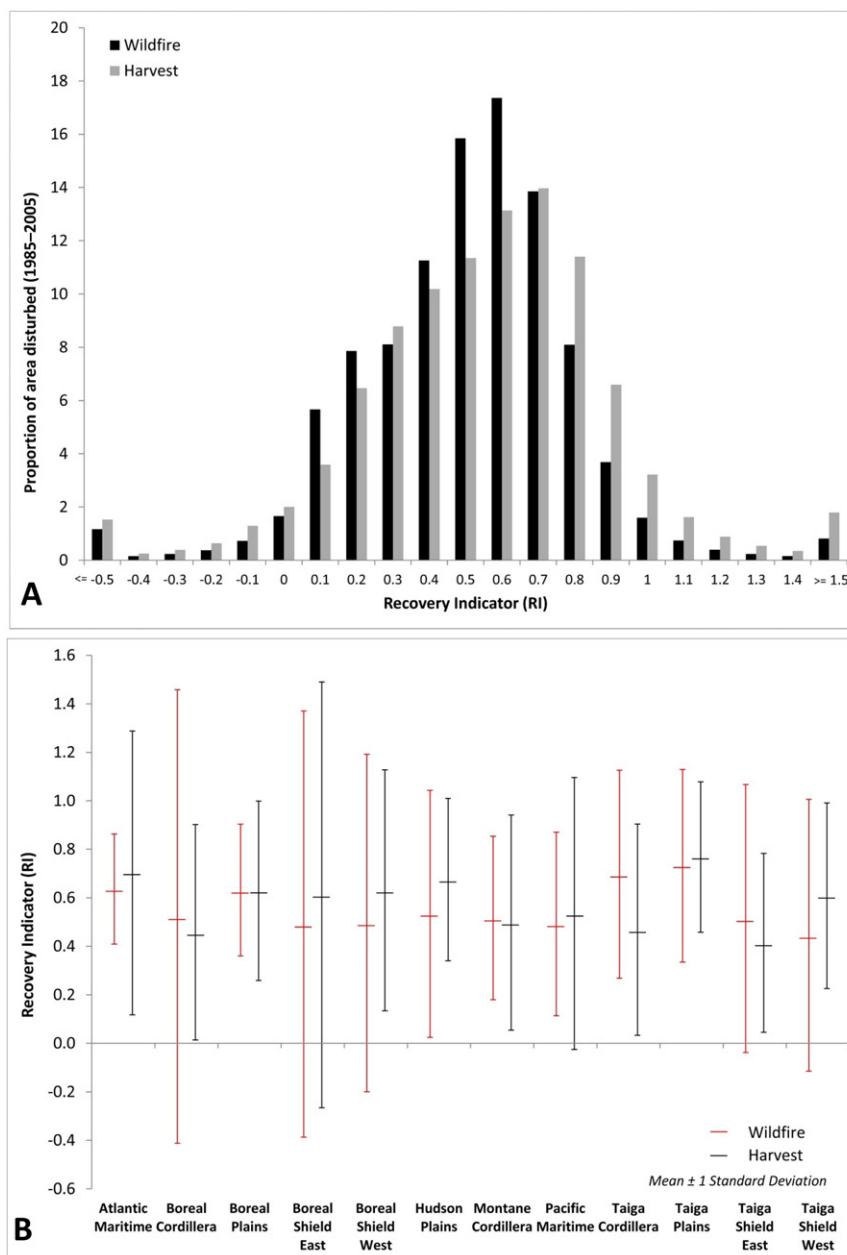 20
18
16
14
12
10
8
6
4
2
0
Wildfire
Harvest
Proportion of area disturbed (1985–2005)
<= -0.5 -0.4 -0.3 -0.2 -0.1 0 0.1 0.2 0.3 0.4 0.5 0.6 0.7 0.8 0.9 1 1.1 1.2 1.3 1.4 >= 1.5
Recovery Indicator (RI)
A
1.6
1.4
1.2
1.0
0.8
0.6
0.4
0.2
0.0
-0.2
-0.4
-0.6
Recovery Indicator (RI)
Wildfire
Harvest
Mean ± 1 Standard Deviation
Atlantic Boreal Boreal Boreal Boreal Hudson Montane Pacific Taiga Taiga Taiga Taiga
Maritime Cordillera Plains Shield Shield Plains Cordillera Maritime Cordillera Plains Shield Shield
East West East West
B